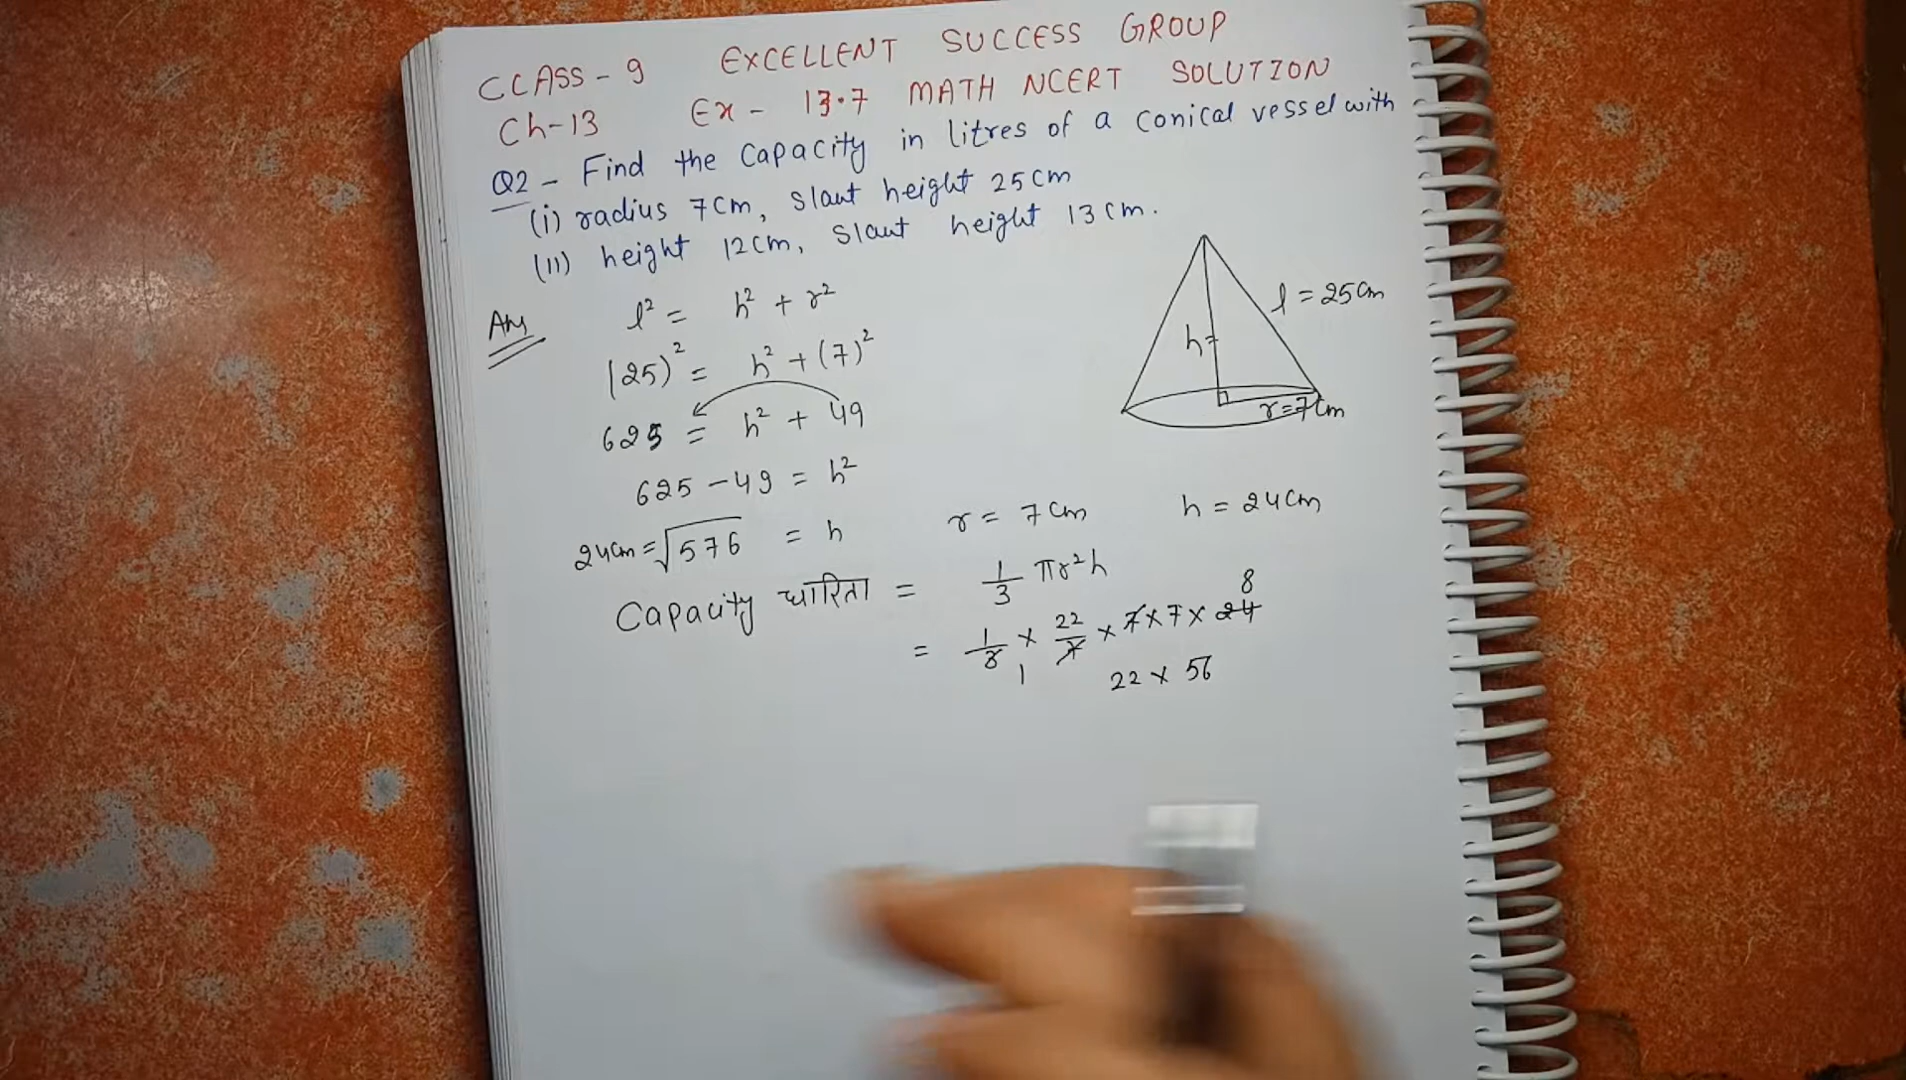 CLASS - 9 EXCELLENT SUCCESS GROUP
Ch-13 Ex - 13.7 MATH NCERT SOLUTION
Q2 - Find the Capacity in litres of a Conical vessel with
(i) radius 7cm, slant height 25cm
(ii) height 12cm, slant height 13cm.
Ans l² = h² + r²
(25)² = h² + (7)²
625 = h² + 49
625 - 49 = h²
24cm = √576 = h
l = 25cm
h =
r = 7cm
r = 7cm h = 24cm
Capacity धारिता = 1/3 πr²h
= 1/3 × 22/7 × 7 × 7 × 24
8
1
22 × 56